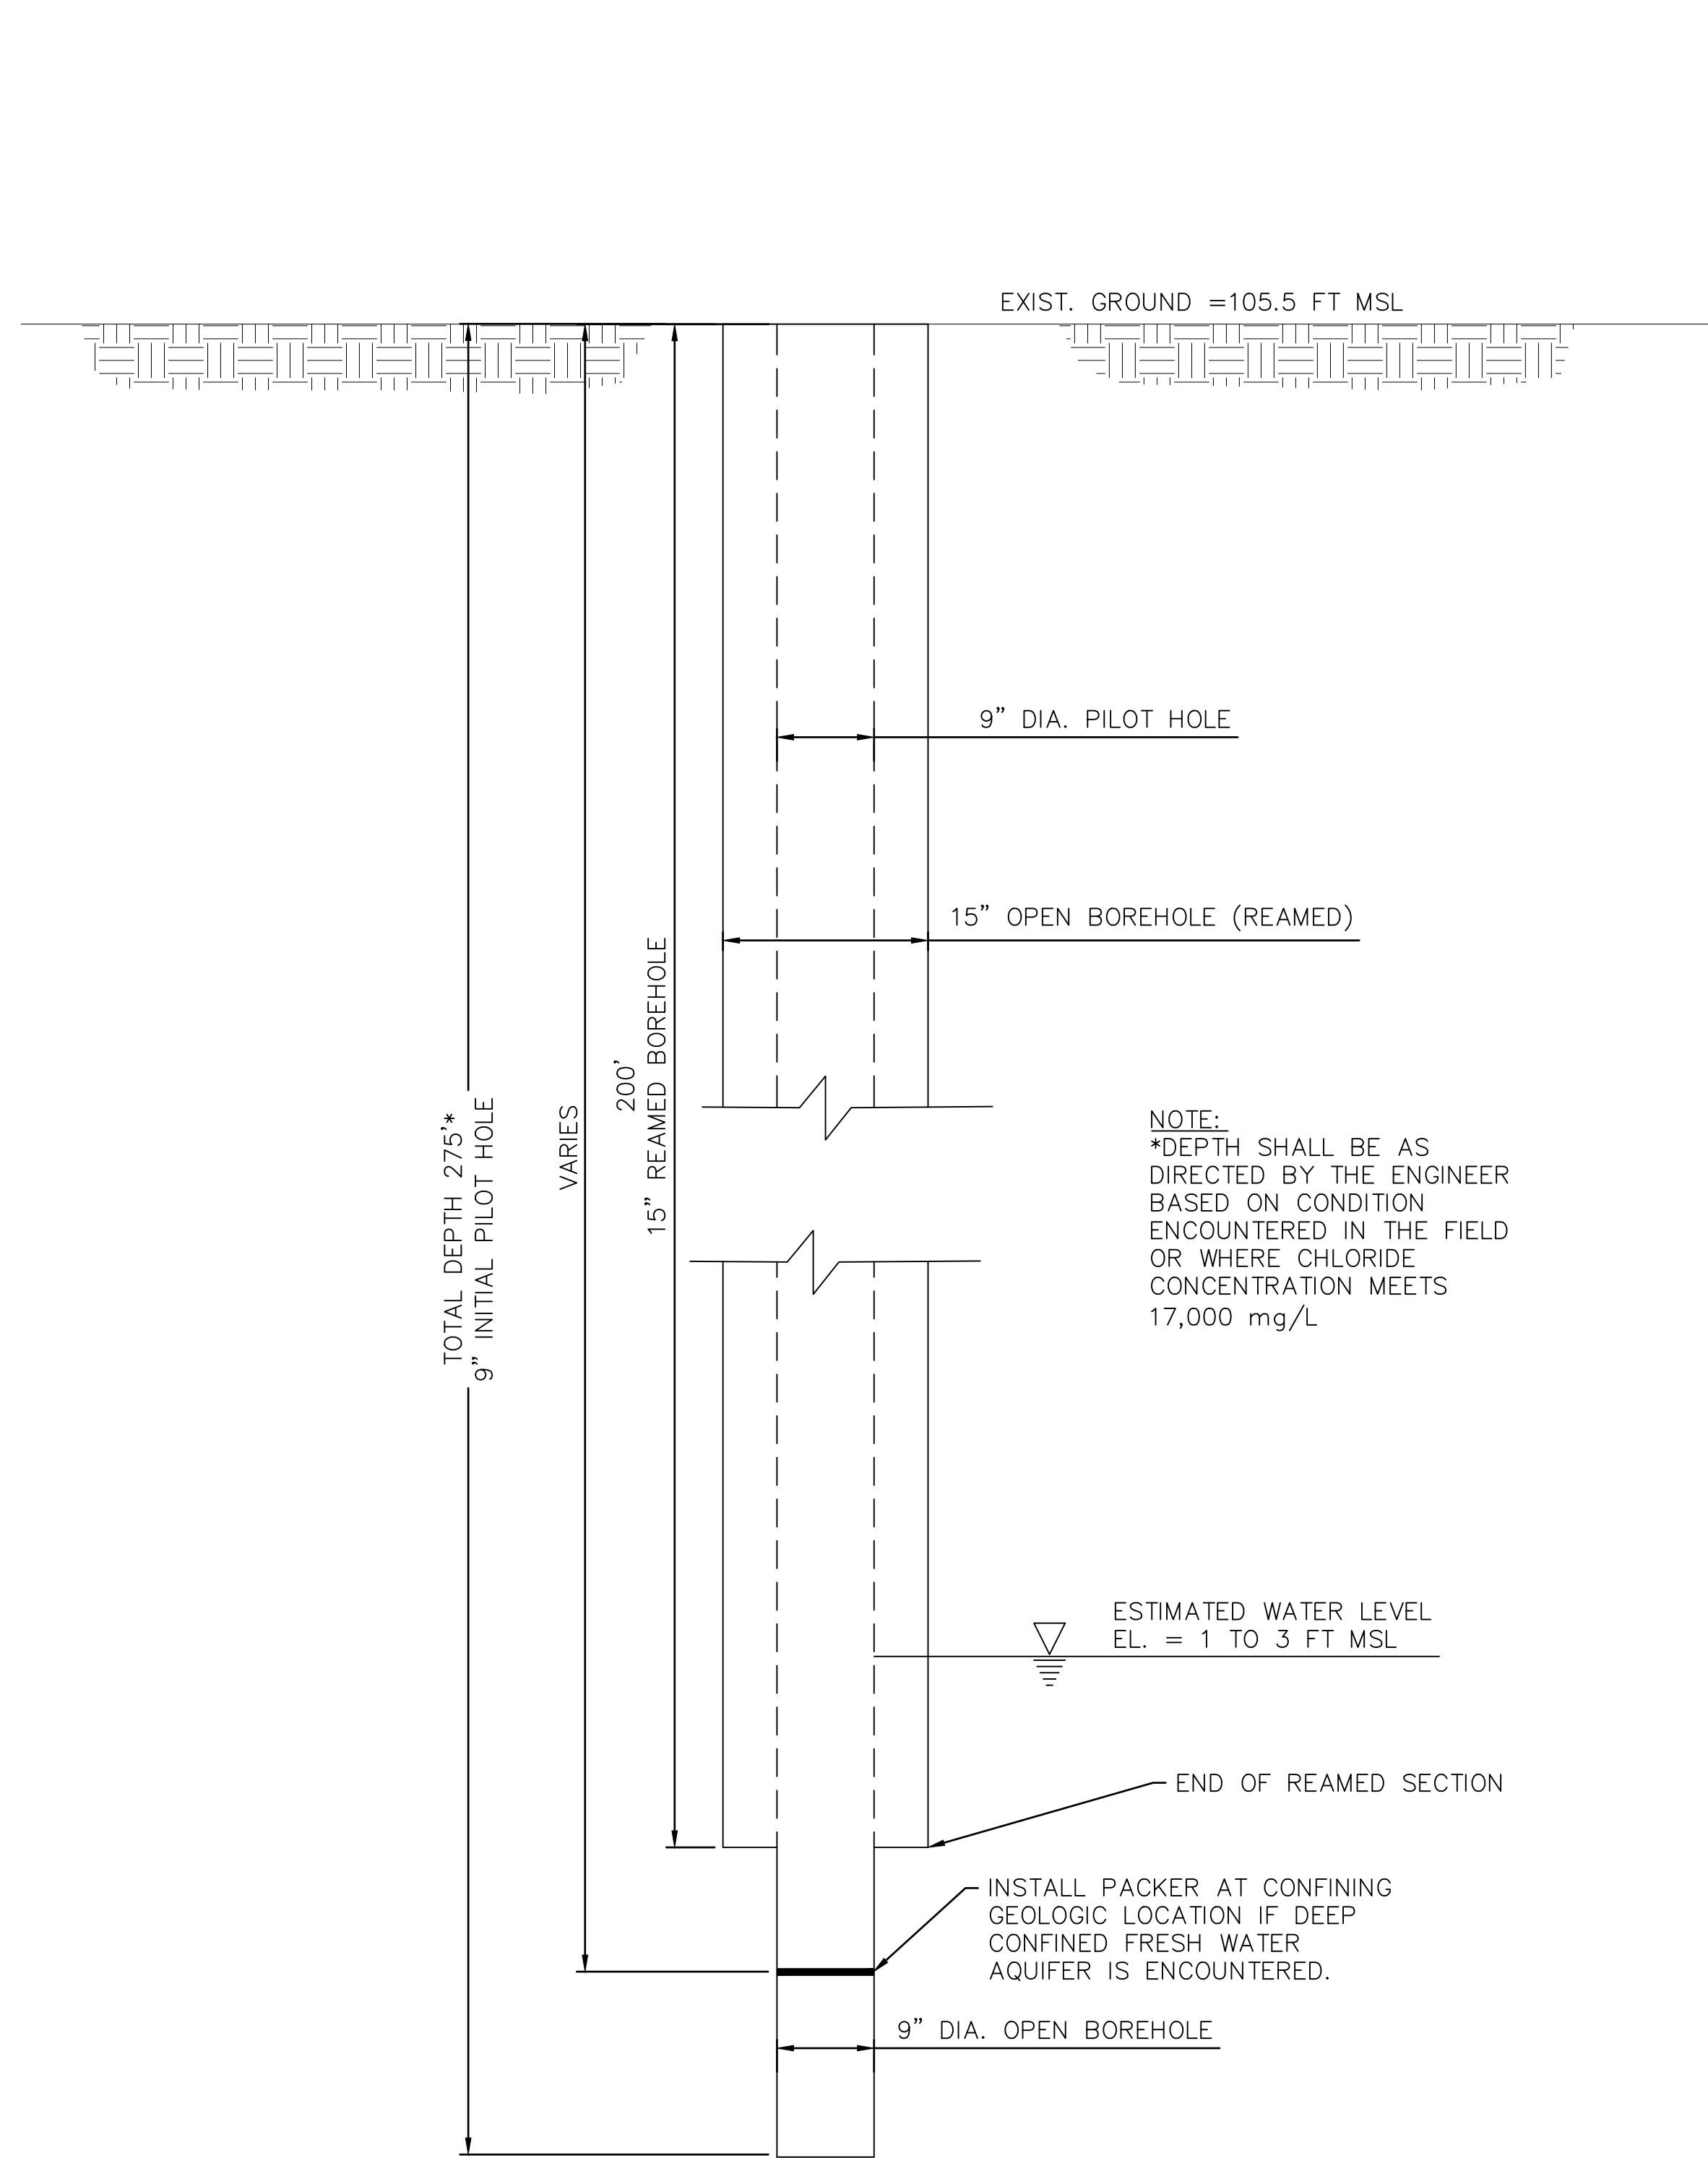 EXIST. GROUND =105.5 FT MSL
9” DIA. PILOT HOLE
15” OPEN BOREHOLE (REAMED)
TOTAL DEPTH 275'*
9” INITIAL PILOT HOLE
VARIES
200'
15” REAMED BOREHOLE
NOTE:
*DEPTH SHALL BE AS
DIRECTED BY THE ENGINEER
BASED ON CONDITION
ENCOUNTERED IN THE FIELD
OR WHERE CHLORIDE
CONCENTRATION MEETS
17,000 mg/L
ESTIMATED WATER LEVEL
EL. = 1 TO 3 FT MSL
END OF REAMED SECTION
INSTALL PACKER AT CONFINING
GEOLOGIC LOCATION IF DEEP
CONFINED FRESH WATER
AQUIFER IS ENCOUNTERED.
9” DIA. OPEN BOREHOLE